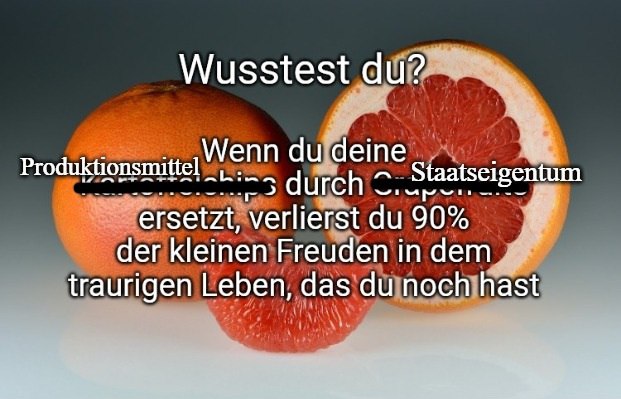 Wusstest du?
Wenn du deine
Produktionsmittel Staatseigentum
Kartoffelchips durch
ersetzt, verlierst du 90%
der kleinen Freuden in dem
traurigen Leben, das du noch hast